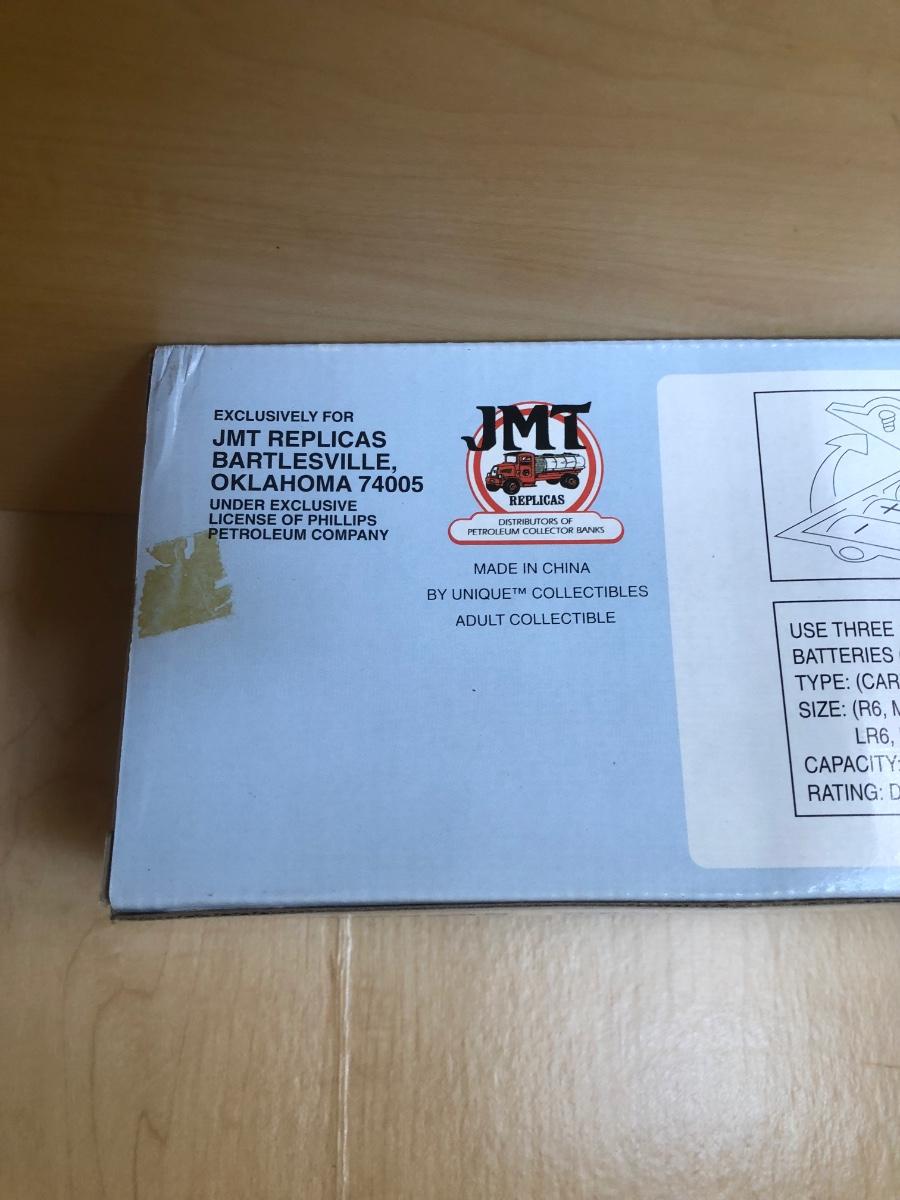 EXCLUSIVELY FOR
JMT REPLICAS
BARTLESVILLE,
OKLAHOMA 74005
UNDER EXCLUSIVE
LICENSE OF PHILLIPS
PETROLEUM COMPANY
JMT
REPLICAS
DISTRIBUTORS OF
PETROLEUM COLLECTOR BANKS
MADE IN CHINA
BY UNIQUE™ COLLECTIBLES
ADULT COLLECTIBLE
USE THREE
BATTERIES
TYPE: (CAR
SIZE: (R6,
LR6,
CAPACITY:
RATING: D